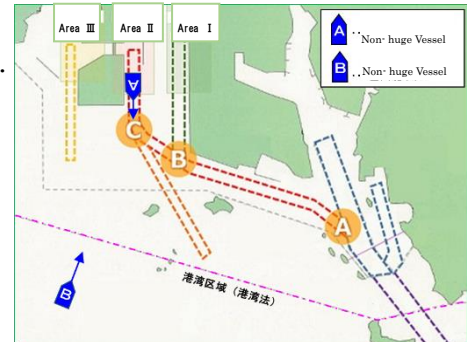 Area Ⅲ
Area Ⅱ
Area Ⅰ
A
‥Non-huge Vessel
B
‥Non-huge Vessel
A
C
B
A
B
港湾区域（港湾法）